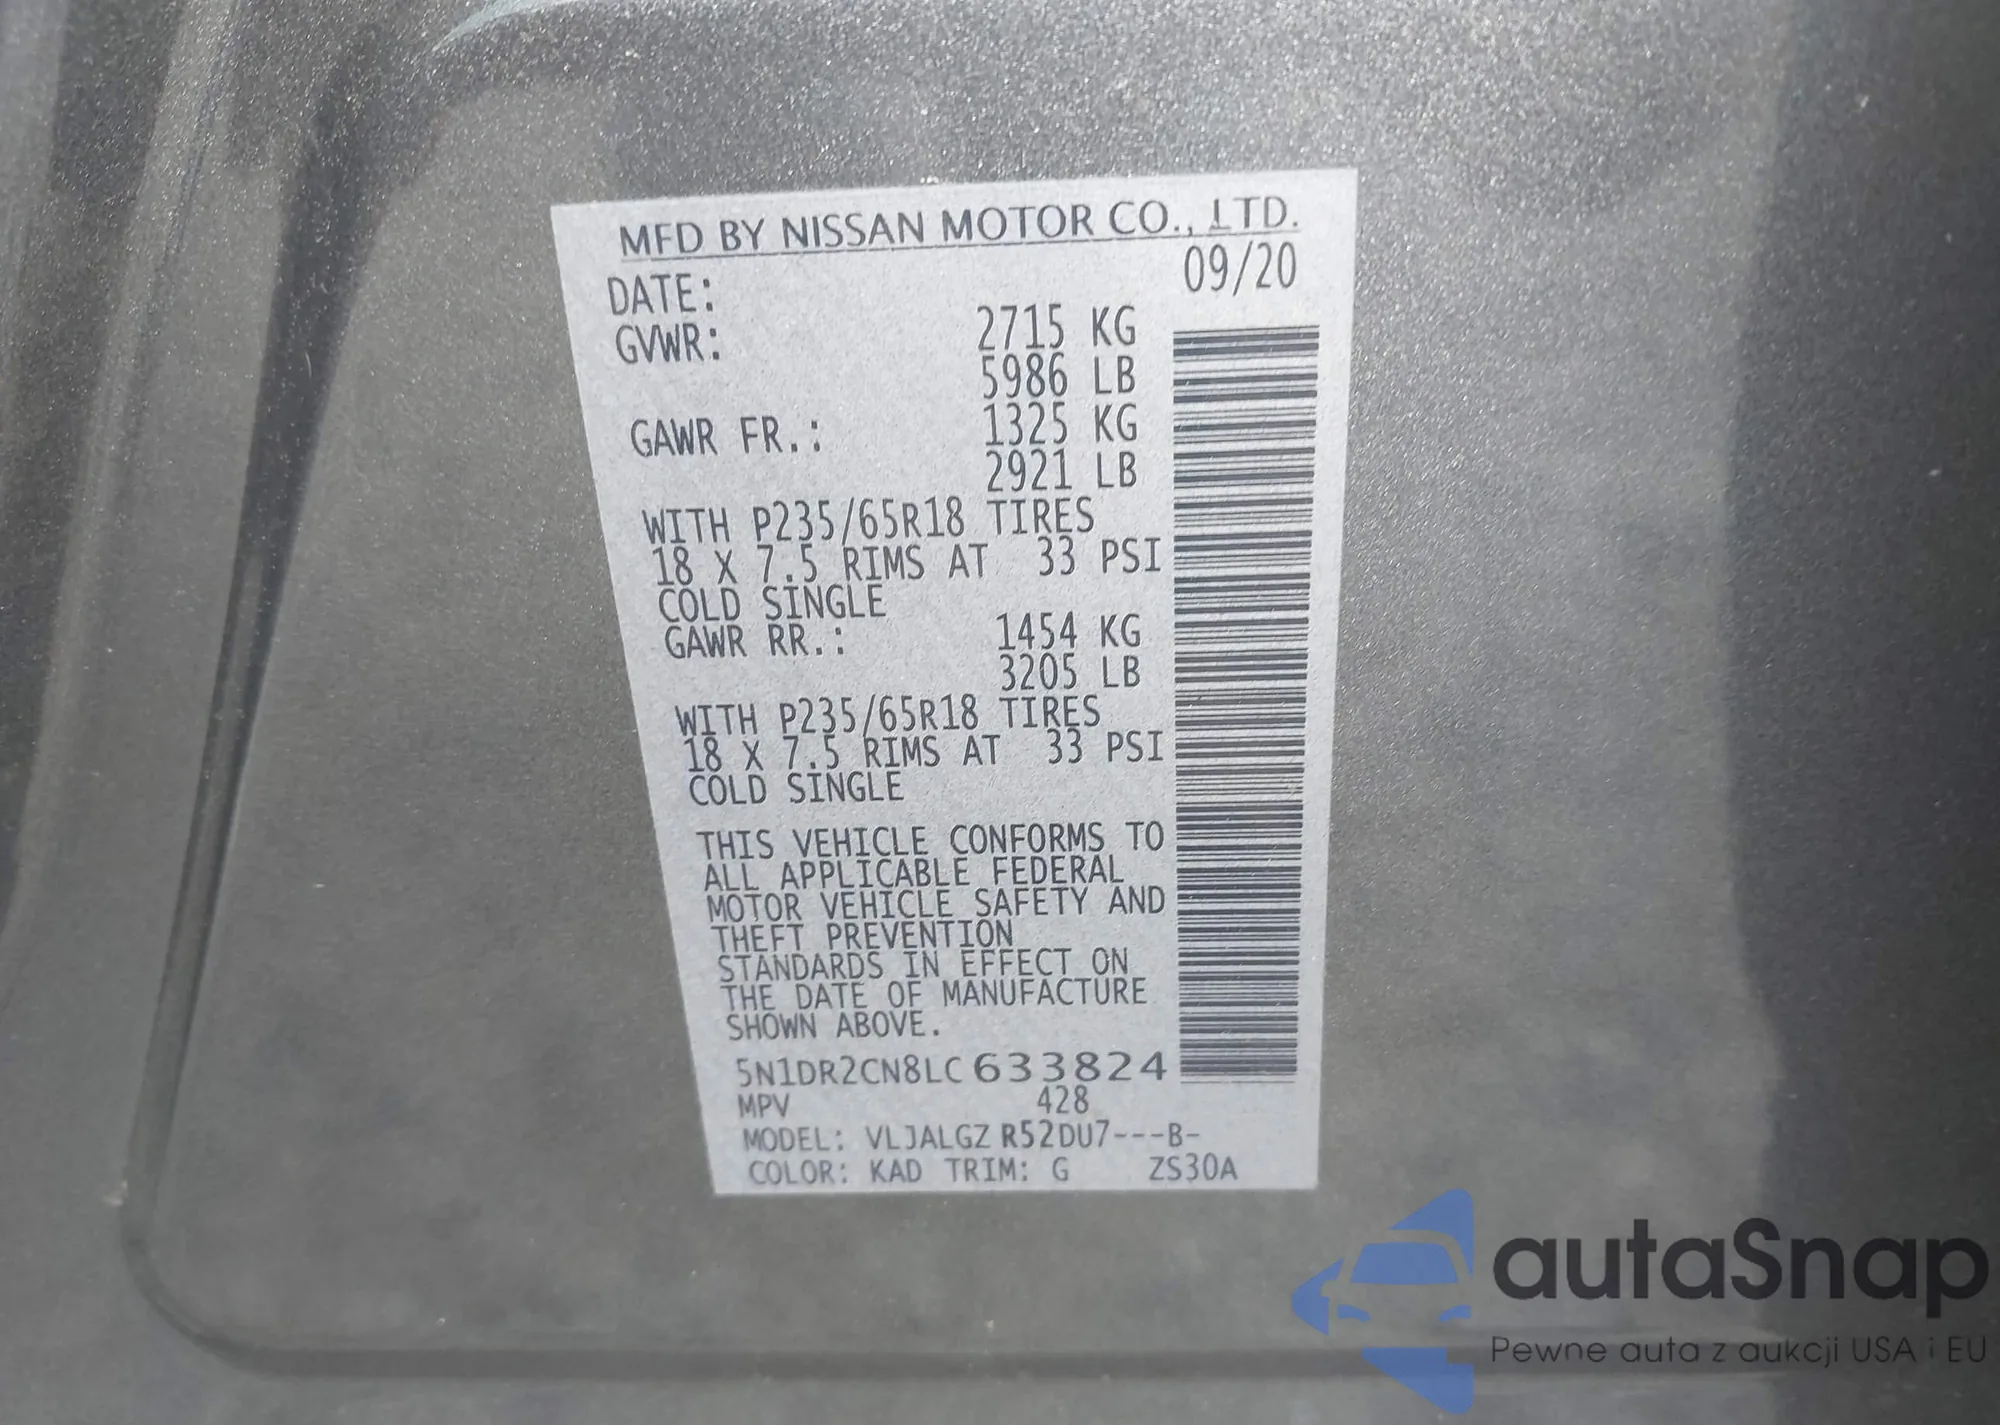 MFD BY NISSAN MOTOR CO., LTD.
DATE: 09/20
GVWR: 2715 KG
5986 LB
GAWR FR.: 1325 KG
2921 LB
WITH P235/65R18 TIRES
18 X 7.5 RIMS AT 33 PSI
COLD SINGLE
GAWR RR.: 1454 KG
3205 LB
WITH P235/65R18 TIRES
18 X 7.5 RIMS AT 33 PSI
COLD SINGLE
THIS VEHICLE CONFORMS TO
ALL APPLICABLE FEDERAL
MOTOR VEHICLE SAFETY AND
THEFT PREVENTION
STANDARDS IN EFFECT ON
THE DATE OF MANUFACTURE
SHOWN ABOVE.
5N1DR2CN8LC633824
MPV 428
MODEL: VLJALGZ R52DU7---B-
COLOR: KAD TRIM: G ZS30A
autaSnap
Pewne auta z aukcji USA i EU